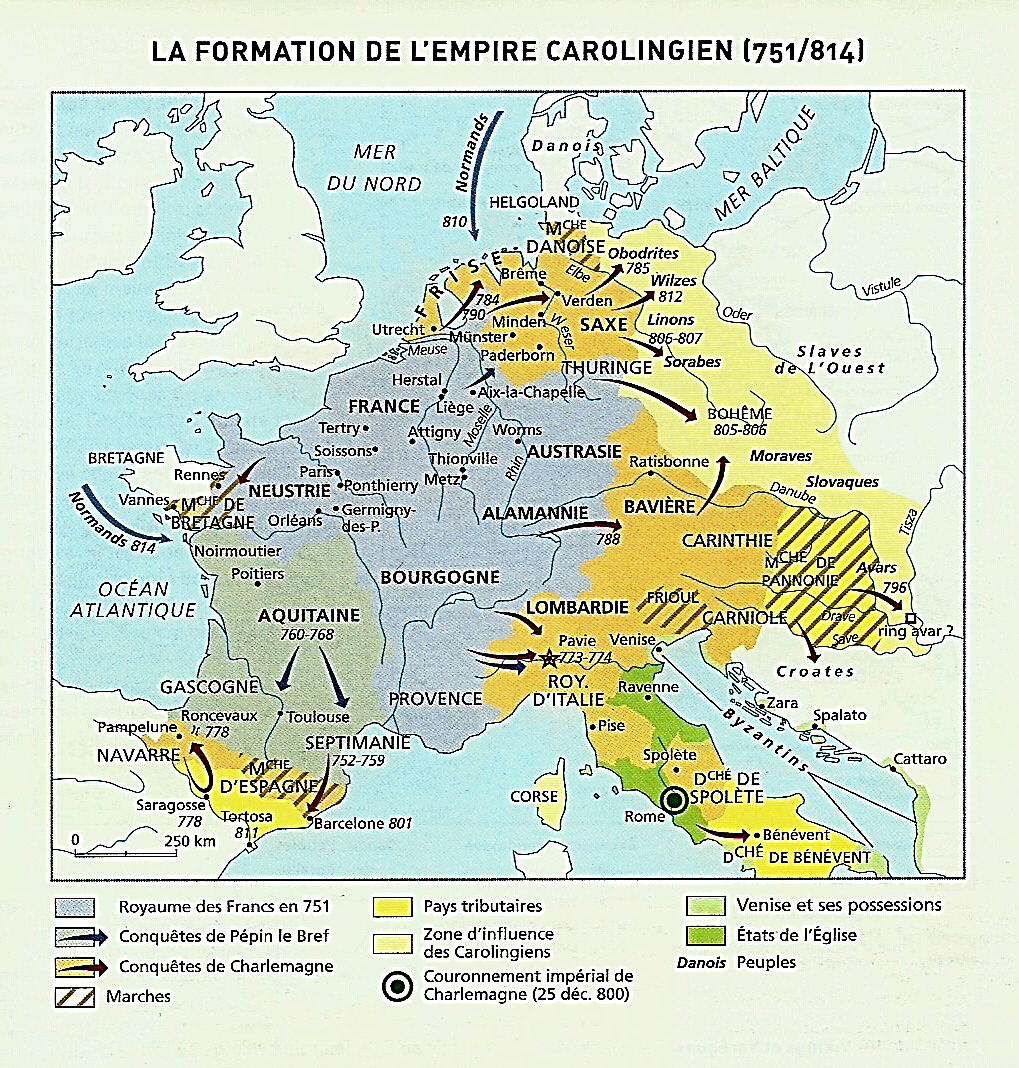 LA FORMATION DE L'EMPIRE CAROLINGIEN (751/814)
MER
DU NORD
Normands
810
Danois
MER BALTIQUE
HELGOLAND
MCHE
DANOISE
Obodrites
785
FRISE
Brême
Elbe
Wilzes
812
784
790
Verden
Utrecht
Minden
Weser
SAXE
Linons
806-807
Oder
Vistule
Meuse
Münster
Paderborn
Sorabes
Slaves
de L'Ouest
THURINGE
Herstal
Aix-la-Chapelle
FRANCE
Liège
Moselle
BOHÊME
805-806
Tertry
Attigny
Worms
Soissons
AUSTRASIE
BRETAGNE
Thionville
Rhin
Ratisbonne
Moraves
Rennes
Paris
Metz
Slovaques
NEUSTRIE
Ponthierry
Danube
Vannes
MCHE DE
BRETAGNE
Orléans
Germigny-
des-P.
ALAMANNIE
788
BAVIÈRE
Tisza
Normands 814
Noirmoutier
CARINTHIE
MCHE DE
PANNONIE
Avars
796
Poitiers
BOURGOGNE
OCÉAN
ATLANTIQUE
AQUITAINE
760-768
LOMBARDIE
FRIOUL
CARNIOLE
Drave
Save
ring avar ?
Pavie
773-774
Venise
Croates
GASCOGNE
PROVENCE
ROY.
D'ITALIE
Ravenne
Zara
Roncevaux
778
Toulouse
Pampelune
Pise
Byzantins
Spalato
NAVARRE
SEPTIMANIE
752-759
Spolète
Cattaro
MCHE
D'ESPAGNE
DCHÉ DE
SPOLÈTE
CORSE
Saragosse
778
Tortosa
811
Barcelone 801
Rome
Bénévent
DCHÉ DE BÉNÉVENT
0 250 km
Royaume des Francs en 751
Conquêtes de Pépin le Bref
Conquêtes de Charlemagne
Marches
Pays tributaires
Zone d'influence
des Carolingiens
Couronnement impérial de
Charlemagne (25 déc. 800)
Venise et ses possessions
États de l'Église
Danois Peuples